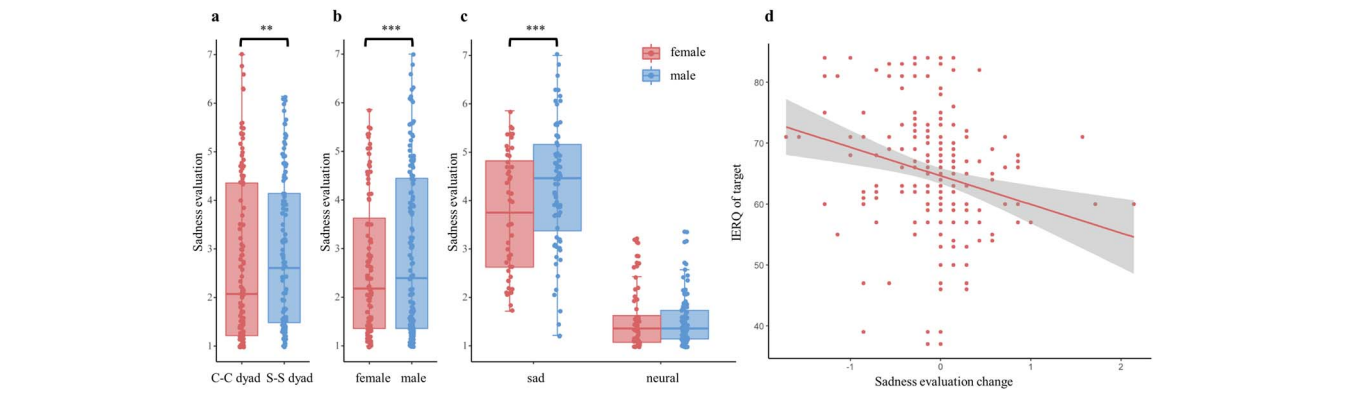 a
**
Sadness evaluation
7
6
5
4
3
2
1
C-C dyad S-S dyad
b
***
Sadness evaluation
7
6
5
4
3
2
1
female male
c
***
female
male
Sadness evaluation
7
6
5
4
3
2
1
sad neural
d
IERQ of target
80
70
60
50
40
-1 0 1 2
Sadness evaluation change